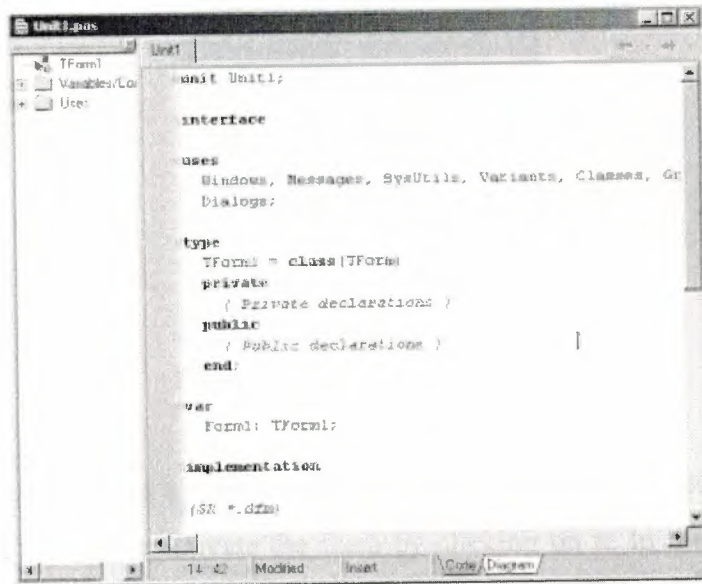 Unit1.pas
TForm1
Variables/Co
Uses
Unit1
unit Unit1;
interface
uses
Windows, Messages, SysUtils, Variants, Classes, Gr
Dialogs;
type
TForm1 = class(TForm)
private
{ Private declarations }
public
{ Public declarations }
end;
var
Form1: TForm1;
implementation
{$R *.dfm}
14: 42 Modified Insert Code Diagram